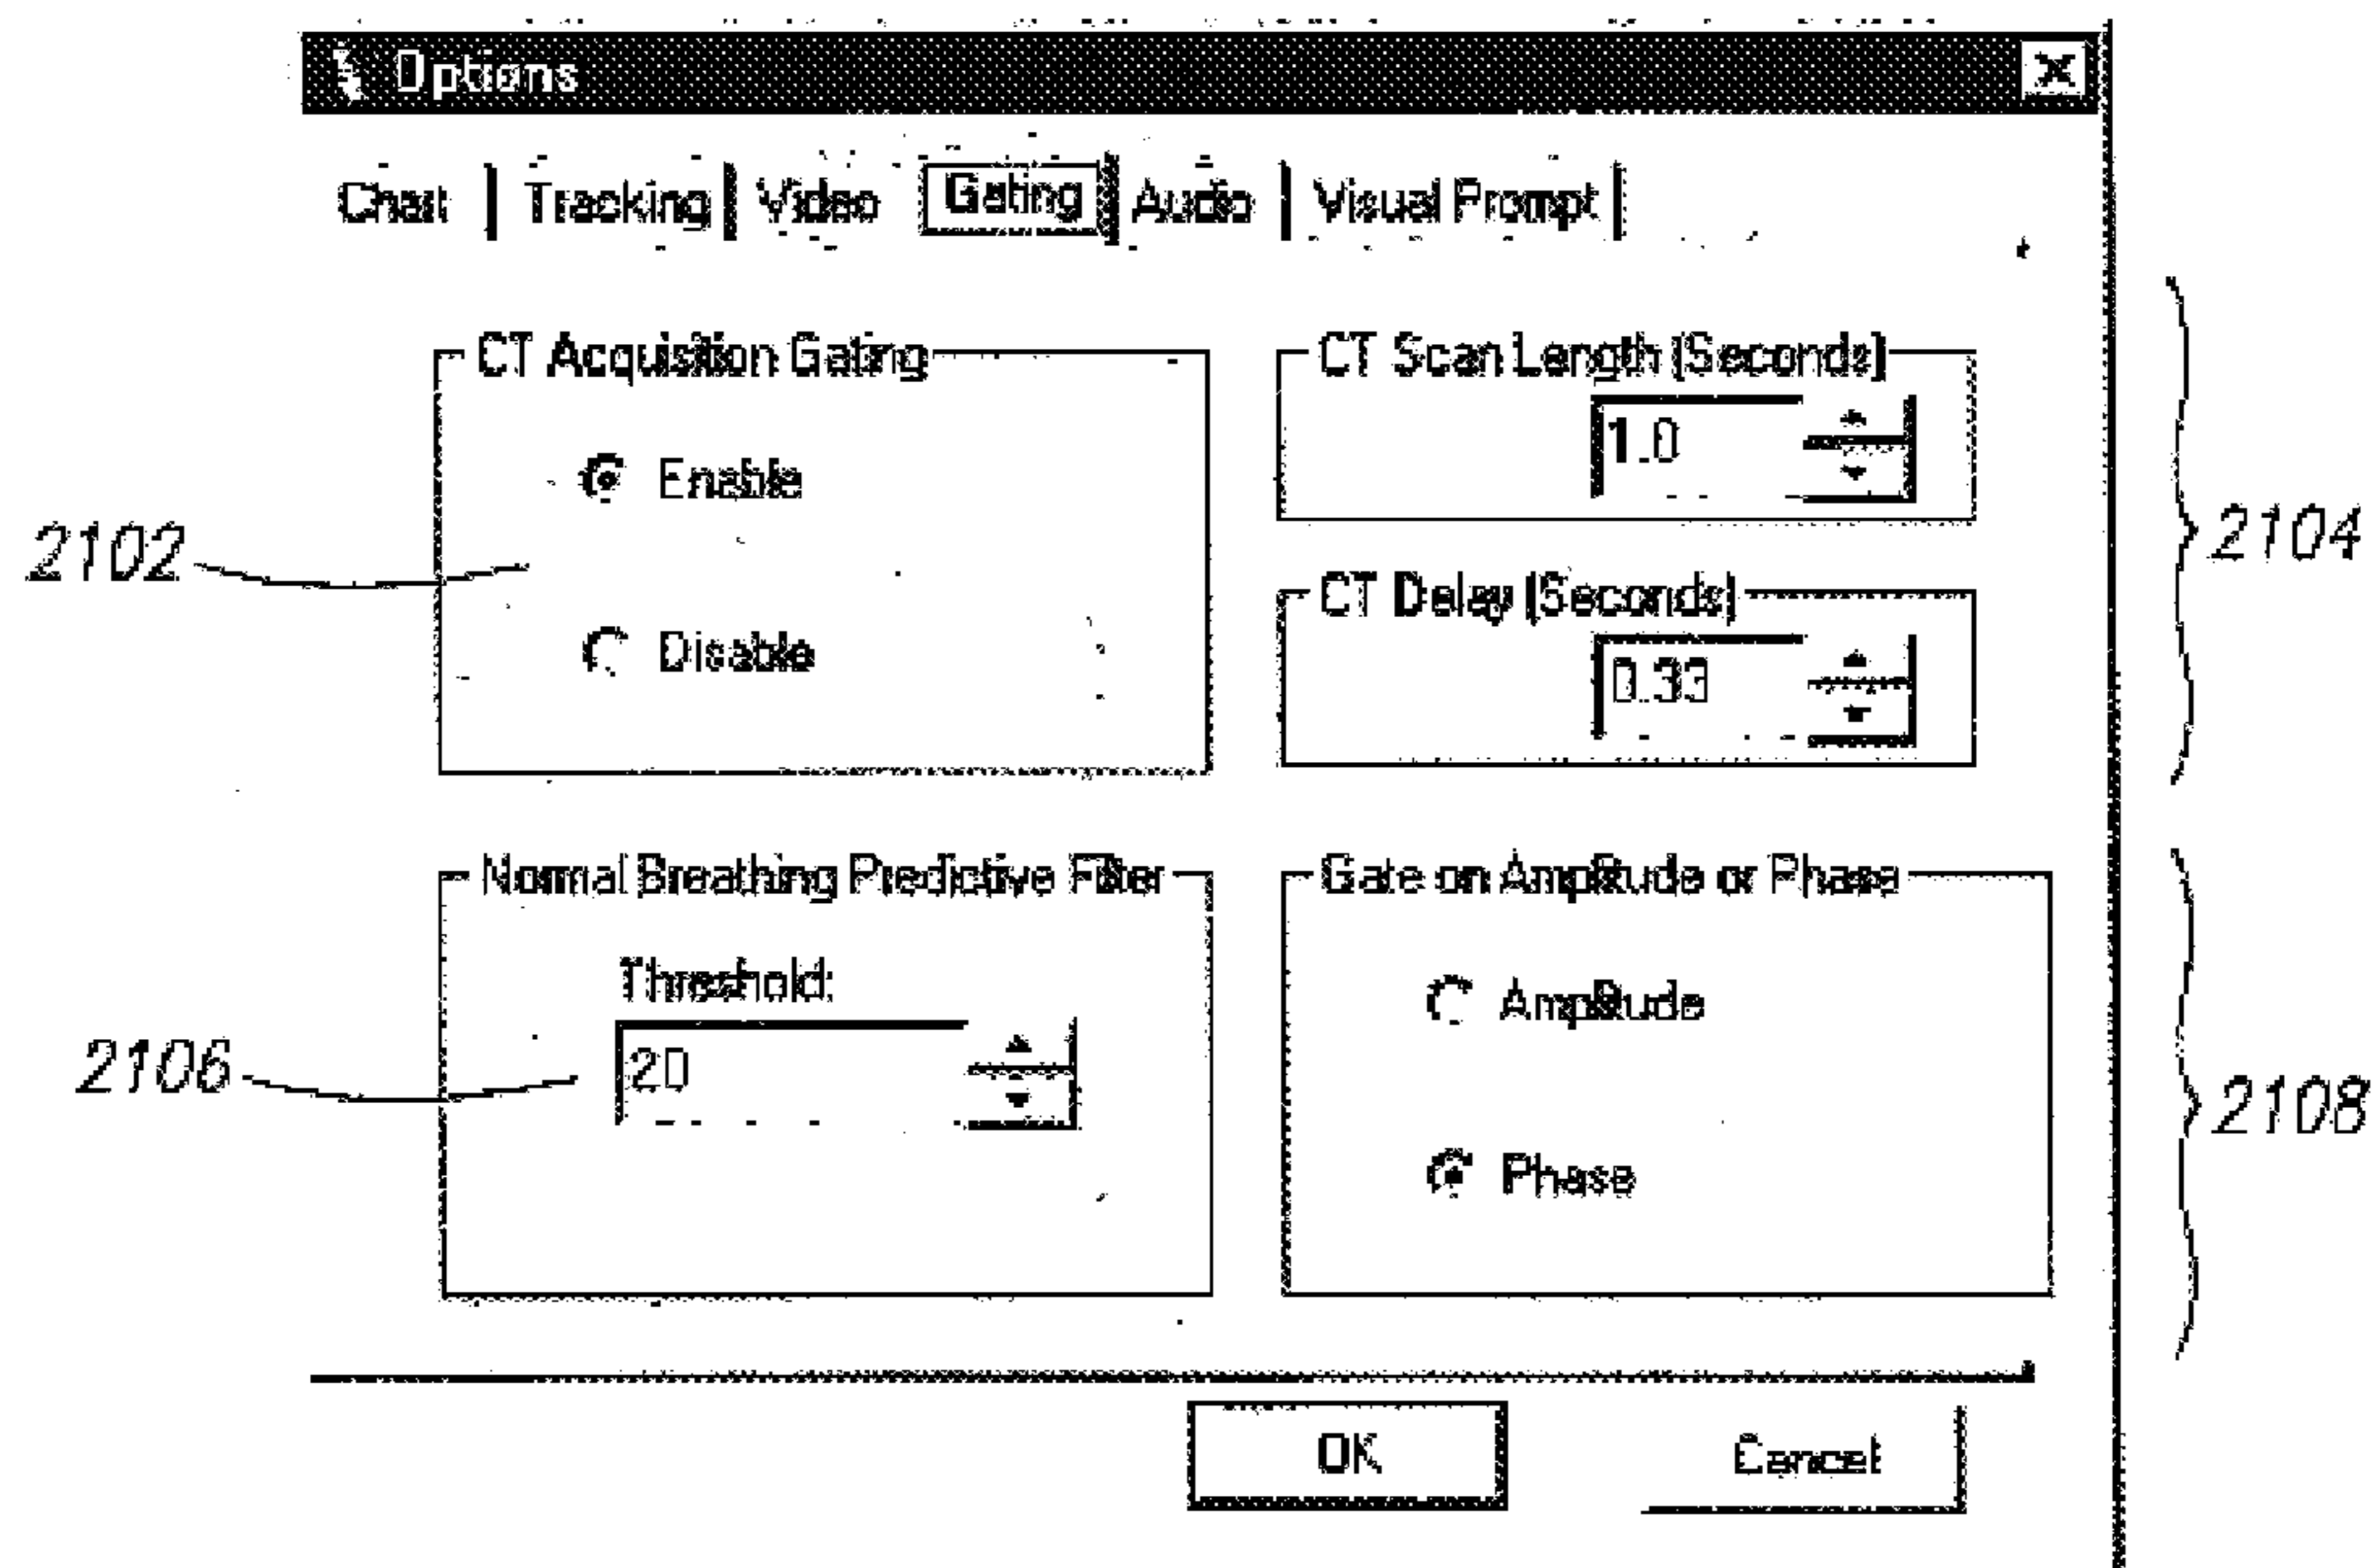 Options
Chart Tracking Video Gating Audio Visual Prompt
CT Acquisition Gating
Enable
Disable
CT Scan Length (Seconds)
1.0
CT Delay (Seconds)
0.33
2102
2104
Normal Breathing Predictive Filter
Threshold:
20
Gate on Amplitude or Phase
Amplitude
Phase
2106
2108
OK Cancel